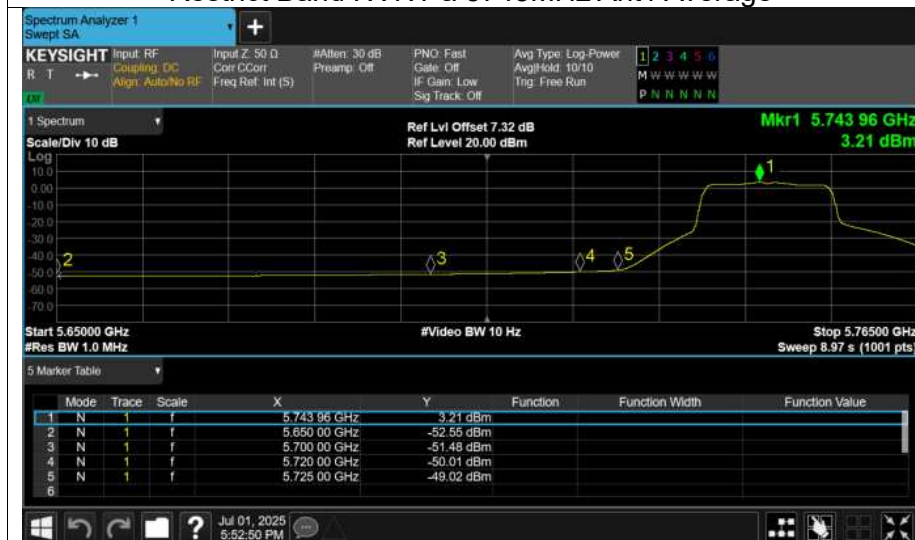 Spectrum Analyzer 1
Swept SA
+
KEYSIGHT Input: RF Input Z: 50 Ω #Atten: 30 dB PNO: Fast Avg Type: Log-Power 1 2 3 4 5 6
R T Coupling: DC Corr CCorr Preamp: Off Gate: Off Avg|Hold: 10/10 M W W W W W
Align: Auto/No RF Freq Ref: Int (S) IF Gain: Low Trig: Free Run
Sig Track: Off P N N N N N
1 Spectrum Ref Lvl Offset 7.32 dB Mkr1 5.743 96 GHz
Scale/Div 10 dB Ref Level 20.00 dBm 3.21 dBm
Log
10.0
0.00
-10.0
-20.0
-30.0
-40.0
-50.0
-60.0
-70.0
1
2
3
4
5
Start 5.65000 GHz #Video BW 10 Hz Stop 5.76500 GHz
#Res BW 1.0 MHz Sweep 8.97 s (1001 pts)
5 Marker Table
Mode Trace Scale X Y Function Function Width Function Value
1 N 1 f 5.743 96 GHz 3.21 dBm
2 N 1 f 5.650 00 GHz -52.55 dBm
3 N 1 f 5.700 00 GHz -51.48 dBm
4 N 1 f 5.720 00 GHz -50.01 dBm
5 N 1 f 5.725 00 GHz -49.02 dBm
6
? Jul 01, 2025
5:52:50 PM